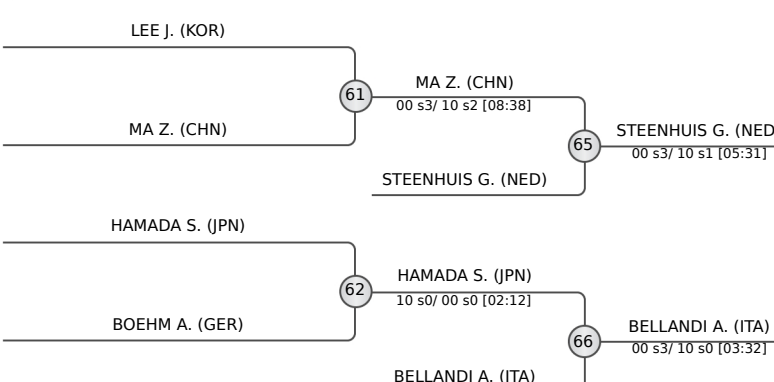 LEE J. (KOR)
61
MA Z. (CHN)
00 s3/ 10 s2 [08:38]
MA Z. (CHN)
65
STEENHUIS G. (NED
00 s3/ 10 s1 [05:31]
STEENHUIS G. (NED)
HAMADA S. (JPN)
62
HAMADA S. (JPN)
10 s0/ 00 s0 [02:12]
BOEHM A. (GER)
66
BELLANDI A. (ITA)
00 s3/ 10 s0 [03:32]
BELLANDI A. (ITA)